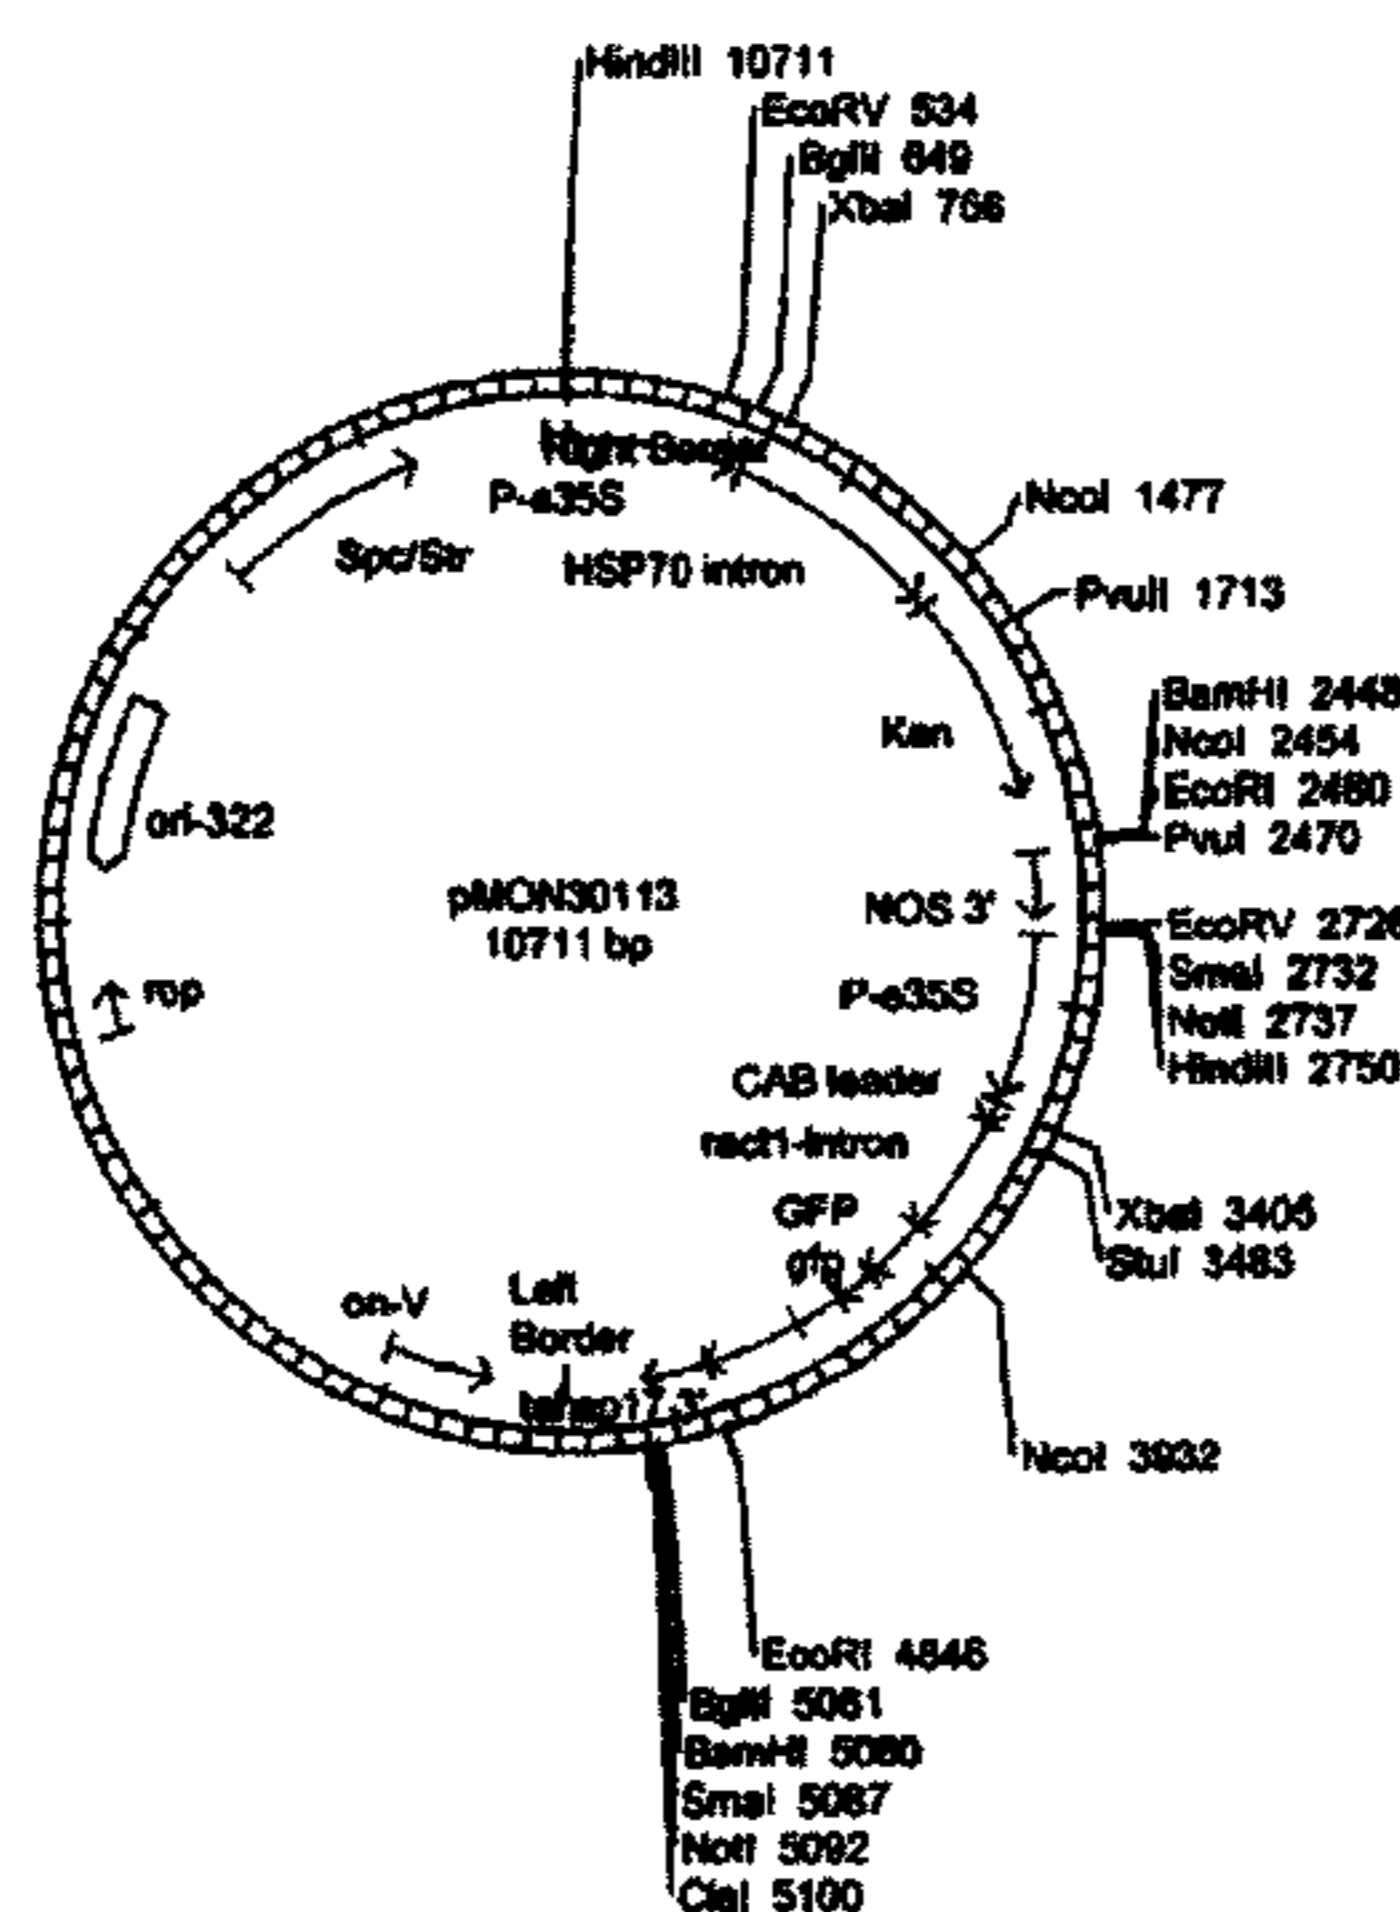 HindIII 10711
EcoRV 534
BglII 649
XbaI 766
Right Border
P-e35S
Spc/Str
HSP70 intron
NcoI 1477
PvuII 1713
Kan
BamHI 2448
NcoI 2454
EcoRI 2460
PvuI 2470
ori-322
pMON30113
10711 bp
NOS 3'
EcoRV 2726
SmaI 2732
NotI 2737
HindIII 2750
rop
P-e35S
CAB leader
ract1-intron
GFP
XbaI 3405
StuI 3483
ori-V
Left
Border
17 3'
NcoI 3932
EcoRI 4846
BglII 5061
BamHI 5080
SmaI 5087
NotI 5092
ClaI 5100